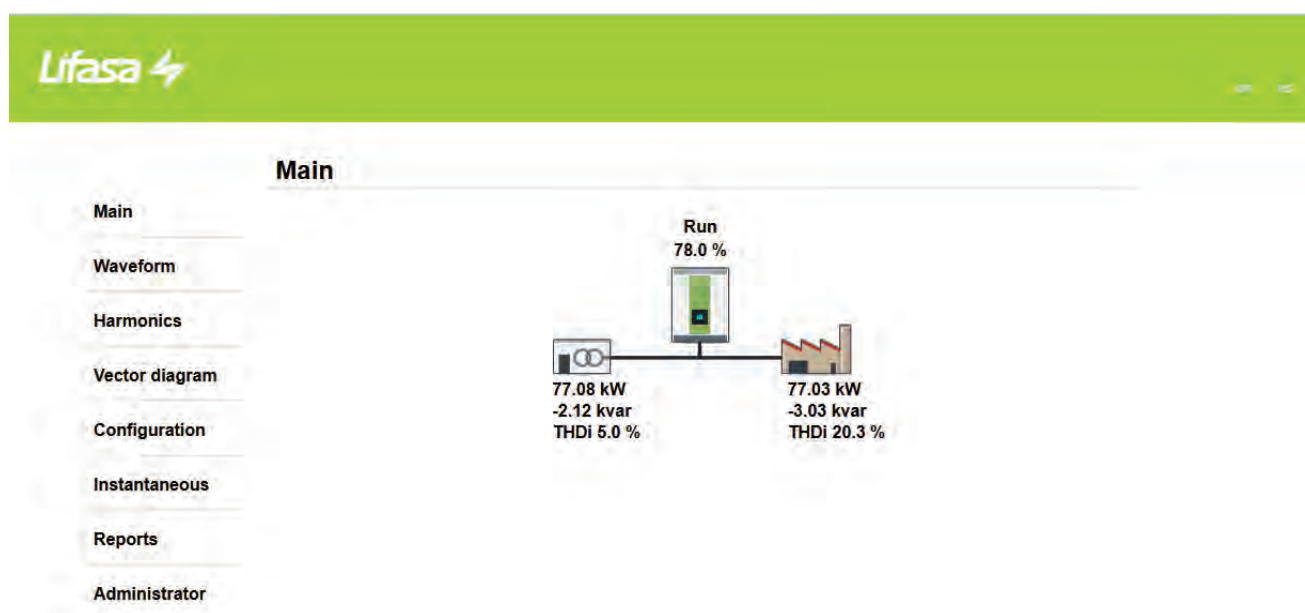 Lifasa
Main
Main
Waveform
Harmonics
Vector diagram
Configuration
Instantaneous
Reports
Administrator
Run
78.0 %
77.08 kW
-2.12 kvar
THDi 5.0 %
77.03 kW
-3.03 kvar
THDi 20.3 %